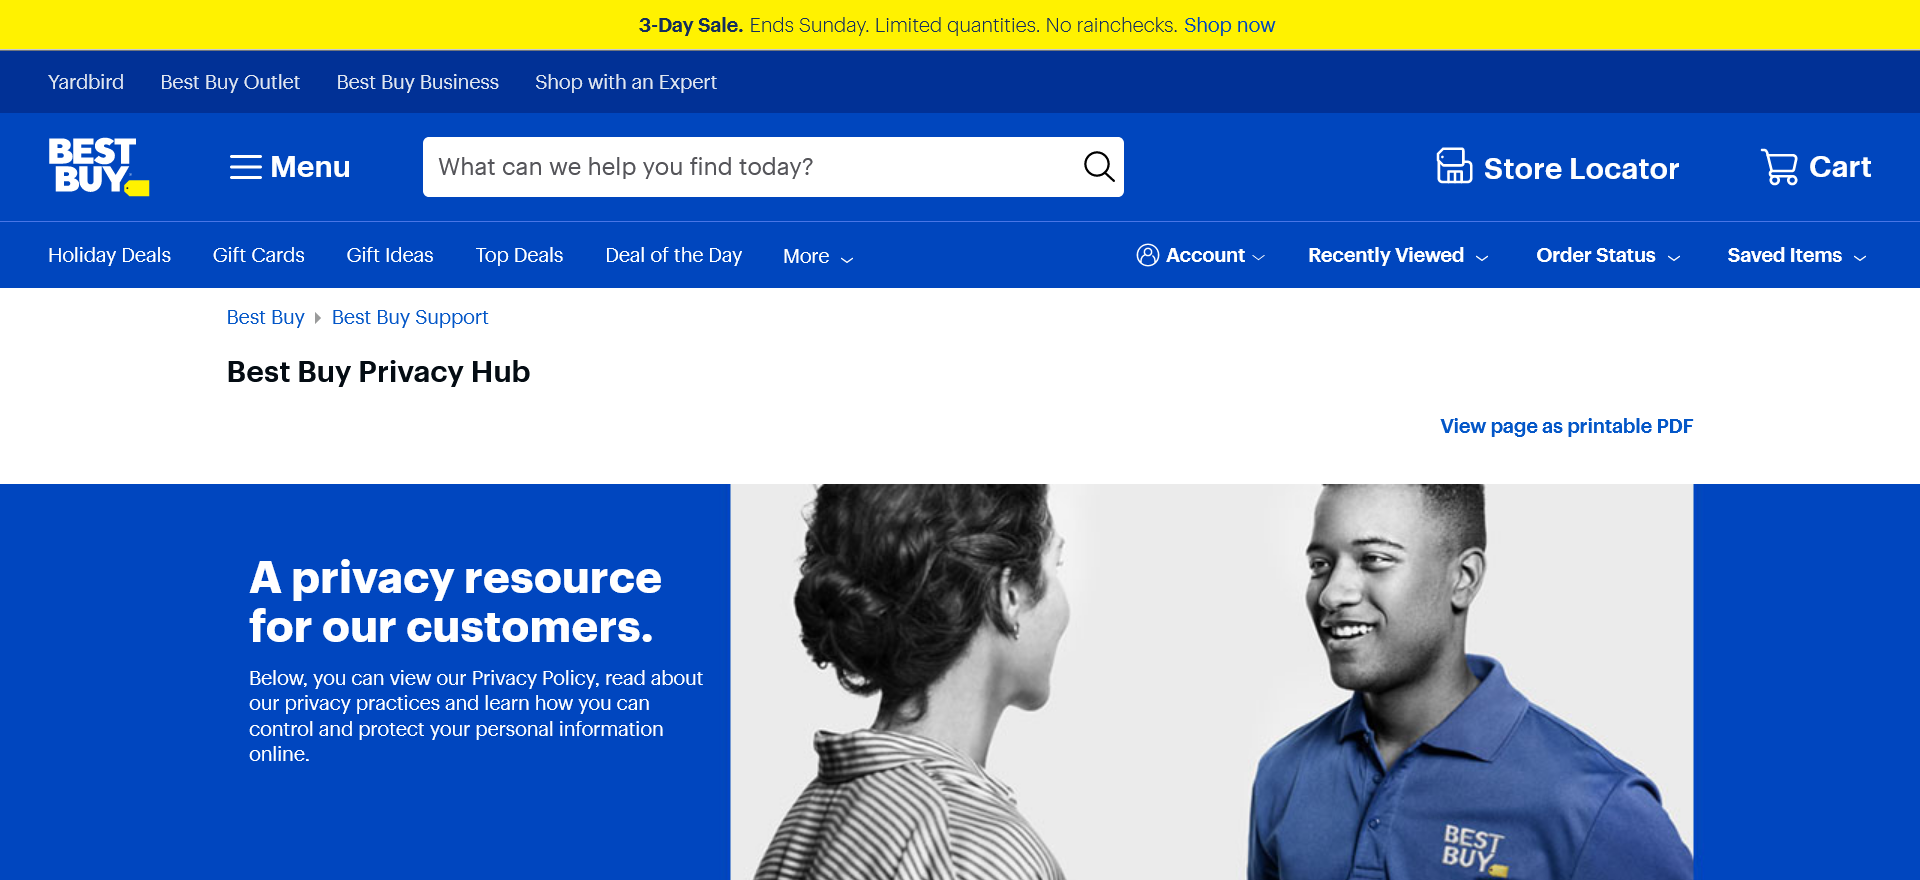 3-Day Sale. Ends Sunday. Limited quantities. No rainchecks. Shop now
Yardbird Best Buy Outlet Best Buy Business Shop with an Expert
BEST
BUY
Menu
What can we help you find today?
Store Locator
Cart
Holiday Deals Gift Cards Gift Ideas Top Deals Deal of the Day More
Account Recently Viewed Order Status Saved Items
Best Buy Best Buy Support
Best Buy Privacy Hub
View page as printable PDF
A privacy resource
for our customers.
Below, you can view our Privacy Policy, read about
our privacy practices and learn how you can
control and protect your personal information
online.
BEST
BUY